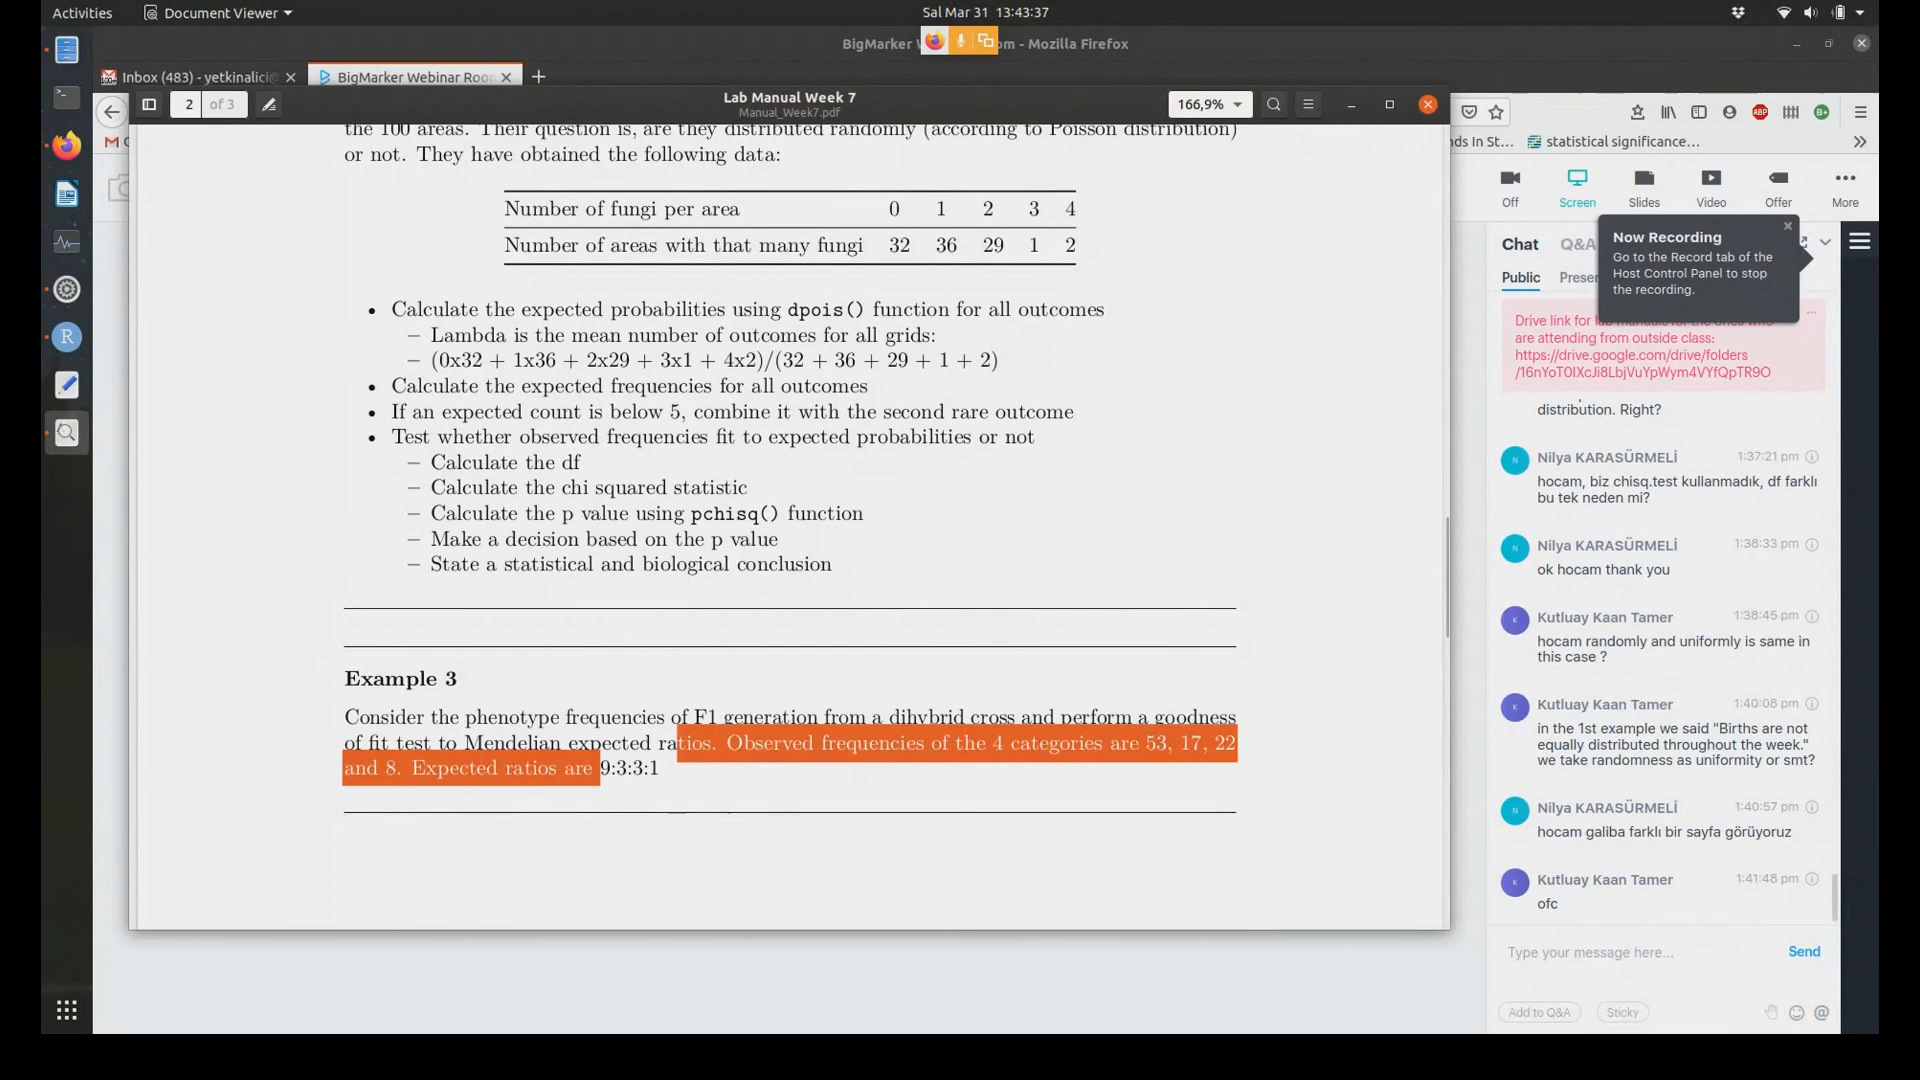 Activities
Document Viewer
Sal Mar 31 13:43:37
BigMarker W
om - Mozilla Firefox
Inbox (483) - yetkinalici@
BigMarker Webinar Roo
2
of 3
Lab Manual Week 7
Manual_Week7.pdf
166,9%
ABP
B+
nds In St…
statistical significance…
the 100 areas. Their question is, are they distributed randomly (according to Poisson distribution)
or not. They have obtained the following data:
Number of fungi per area 0 1 2 3 4
Number of areas with that many fungi 32 36 29 1 2
• Calculate the expected probabilities using dpois() function for all outcomes
– Lambda is the mean number of outcomes for all grids:
– (0x32 + 1x36 + 2x29 + 3x1 + 4x2)/(32 + 36 + 29 + 1 + 2)
• Calculate the expected frequencies for all outcomes
• If an expected count is below 5, combine it with the second rare outcome
• Test whether observed frequencies fit to expected probabilities or not
– Calculate the df
– Calculate the chi squared statistic
– Calculate the p value using pchisq() function
– Make a decision based on the p value
– State a statistical and biological conclusion
Example 3
Consider the phenotype frequencies of F1 generation from a dihybrid cross and perform a goodness
of fit test to Mendelian expected ratios. Observed frequencies of the 4 categories are 53, 17, 22
and 8. Expected ratios are 9:3:3:1
Off
Screen
Slides
Video
Offer
More
Chat
Q&A
Public
Presen
Now Recording
Go to the Record tab of the
Host Control Panel to stop
the recording.
Drive link for lab manuals for the ones who
are attending from outside class:
https://drive.google.com/drive/folders
/16nYoT0IXcJi8LbjVuYpWym4VYfQpTR9O
distribution. Right?
N
Nilya KARASÜRMELİ
1:37:21 pm
hocam, biz chisq.test kullanmadık, df farklı
bu tek neden mi?
N
Nilya KARASÜRMELİ
1:38:33 pm
ok hocam thank you
K
Kutluay Kaan Tamer
1:38:45 pm
hocam randomly and uniformly is same in
this case ?
K
Kutluay Kaan Tamer
1:40:08 pm
in the 1st example we said "Births are not
equally distributed throughout the week."
we take randomness as uniformity or smt?
N
Nilya KARASÜRMELİ
1:40:57 pm
hocam galiba farklı bir sayfa görüyoruz
K
Kutluay Kaan Tamer
1:41:48 pm
ofc
Type your message here...
Send
Add to Q&A
Sticky